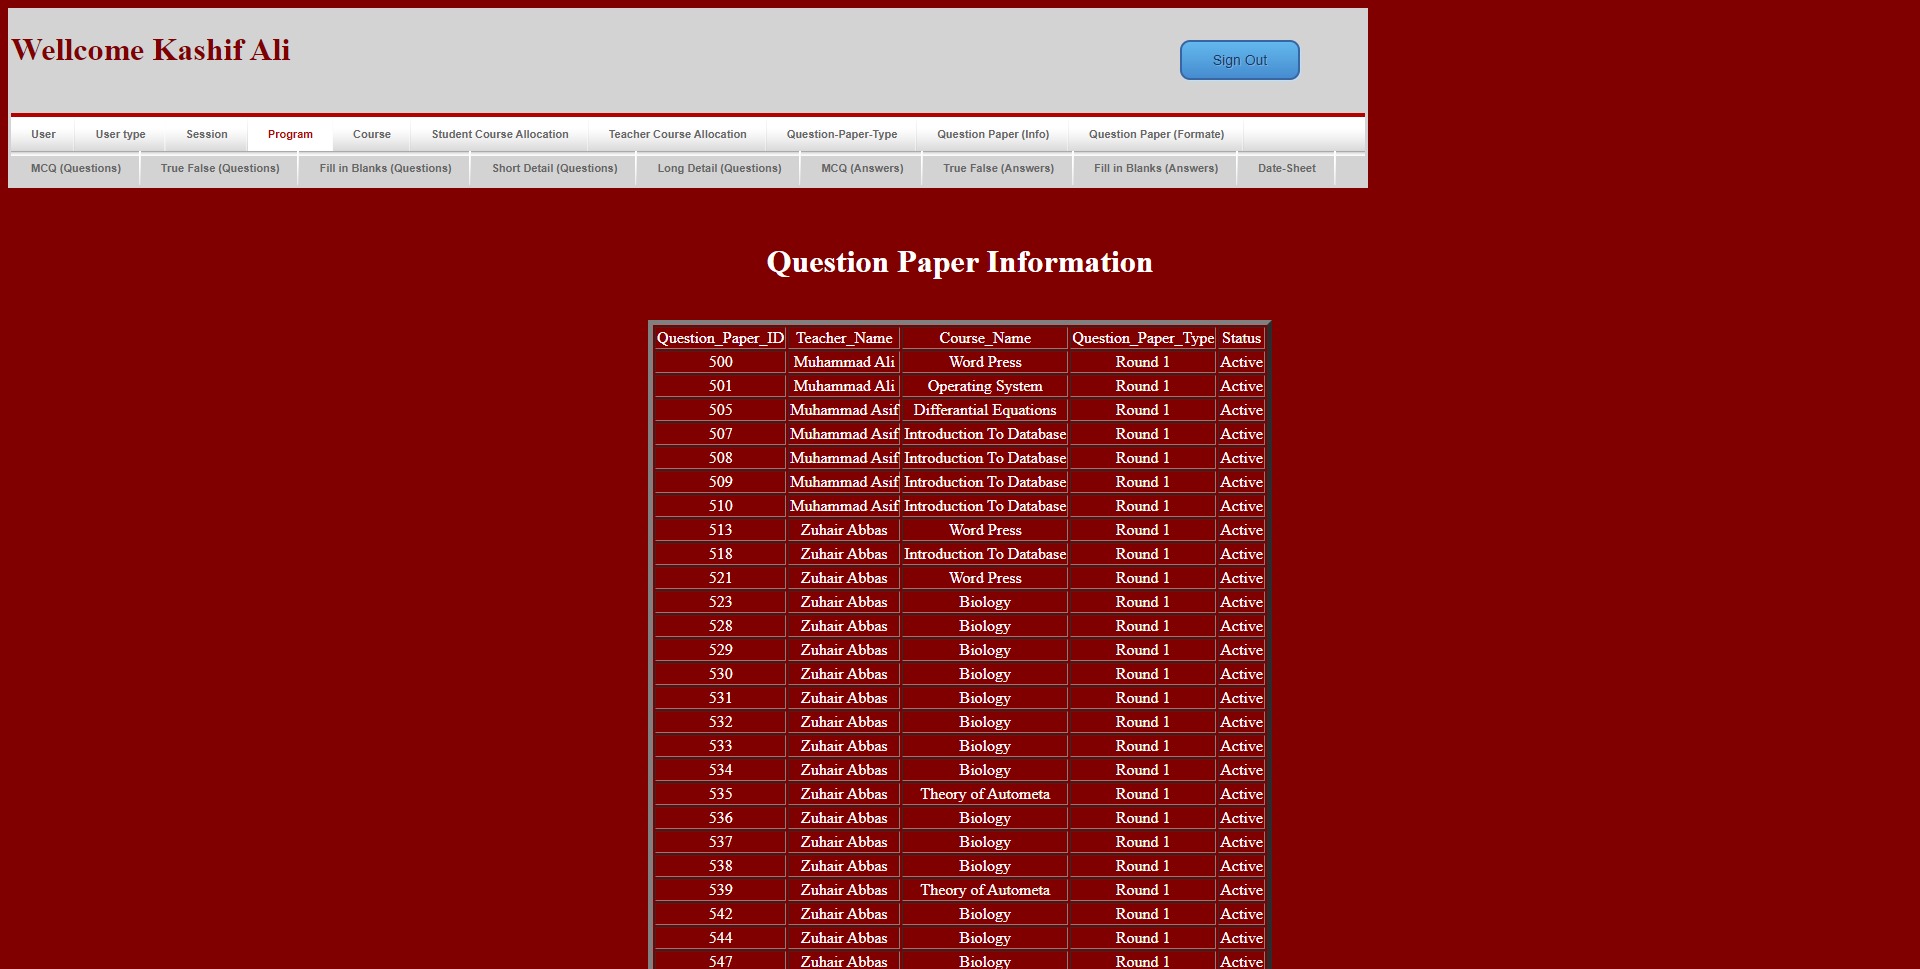 Wellcome Kashif Ali
Sign Out
User User type Session Program Course Student Course Allocation Teacher Course Allocation Question-Paper-Type Question Paper (Info) Question Paper (Formate)
MCQ (Questions) True False (Questions) Fill in Blanks (Questions) Short Detail (Questions) Long Detail (Questions) MCQ (Answers) True False (Answers) Fill in Blanks (Answers) Date-Sheet
Question Paper Information
Question_Paper_ID Teacher_Name Course_Name Question_Paper_Type Status
500 Muhammad Ali Word Press Round 1 Active
501 Muhammad Ali Operating System Round 1 Active
505 Muhammad Asif Differantial Equations Round 1 Active
507 Muhammad Asif Introduction To Database Round 1 Active
508 Muhammad Asif Introduction To Database Round 1 Active
509 Muhammad Asif Introduction To Database Round 1 Active
510 Muhammad Asif Introduction To Database Round 1 Active
513 Zuhair Abbas Word Press Round 1 Active
518 Zuhair Abbas Introduction To Database Round 1 Active
521 Zuhair Abbas Word Press Round 1 Active
523 Zuhair Abbas Biology Round 1 Active
528 Zuhair Abbas Biology Round 1 Active
529 Zuhair Abbas Biology Round 1 Active
530 Zuhair Abbas Biology Round 1 Active
531 Zuhair Abbas Biology Round 1 Active
532 Zuhair Abbas Biology Round 1 Active
533 Zuhair Abbas Biology Round 1 Active
534 Zuhair Abbas Biology Round 1 Active
535 Zuhair Abbas Theory of Autometa Round 1 Active
536 Zuhair Abbas Biology Round 1 Active
537 Zuhair Abbas Biology Round 1 Active
538 Zuhair Abbas Biology Round 1 Active
539 Zuhair Abbas Theory of Autometa Round 1 Active
542 Zuhair Abbas Biology Round 1 Active
544 Zuhair Abbas Biology Round 1 Active
547 Zuhair Abbas Biology Round 1 Active